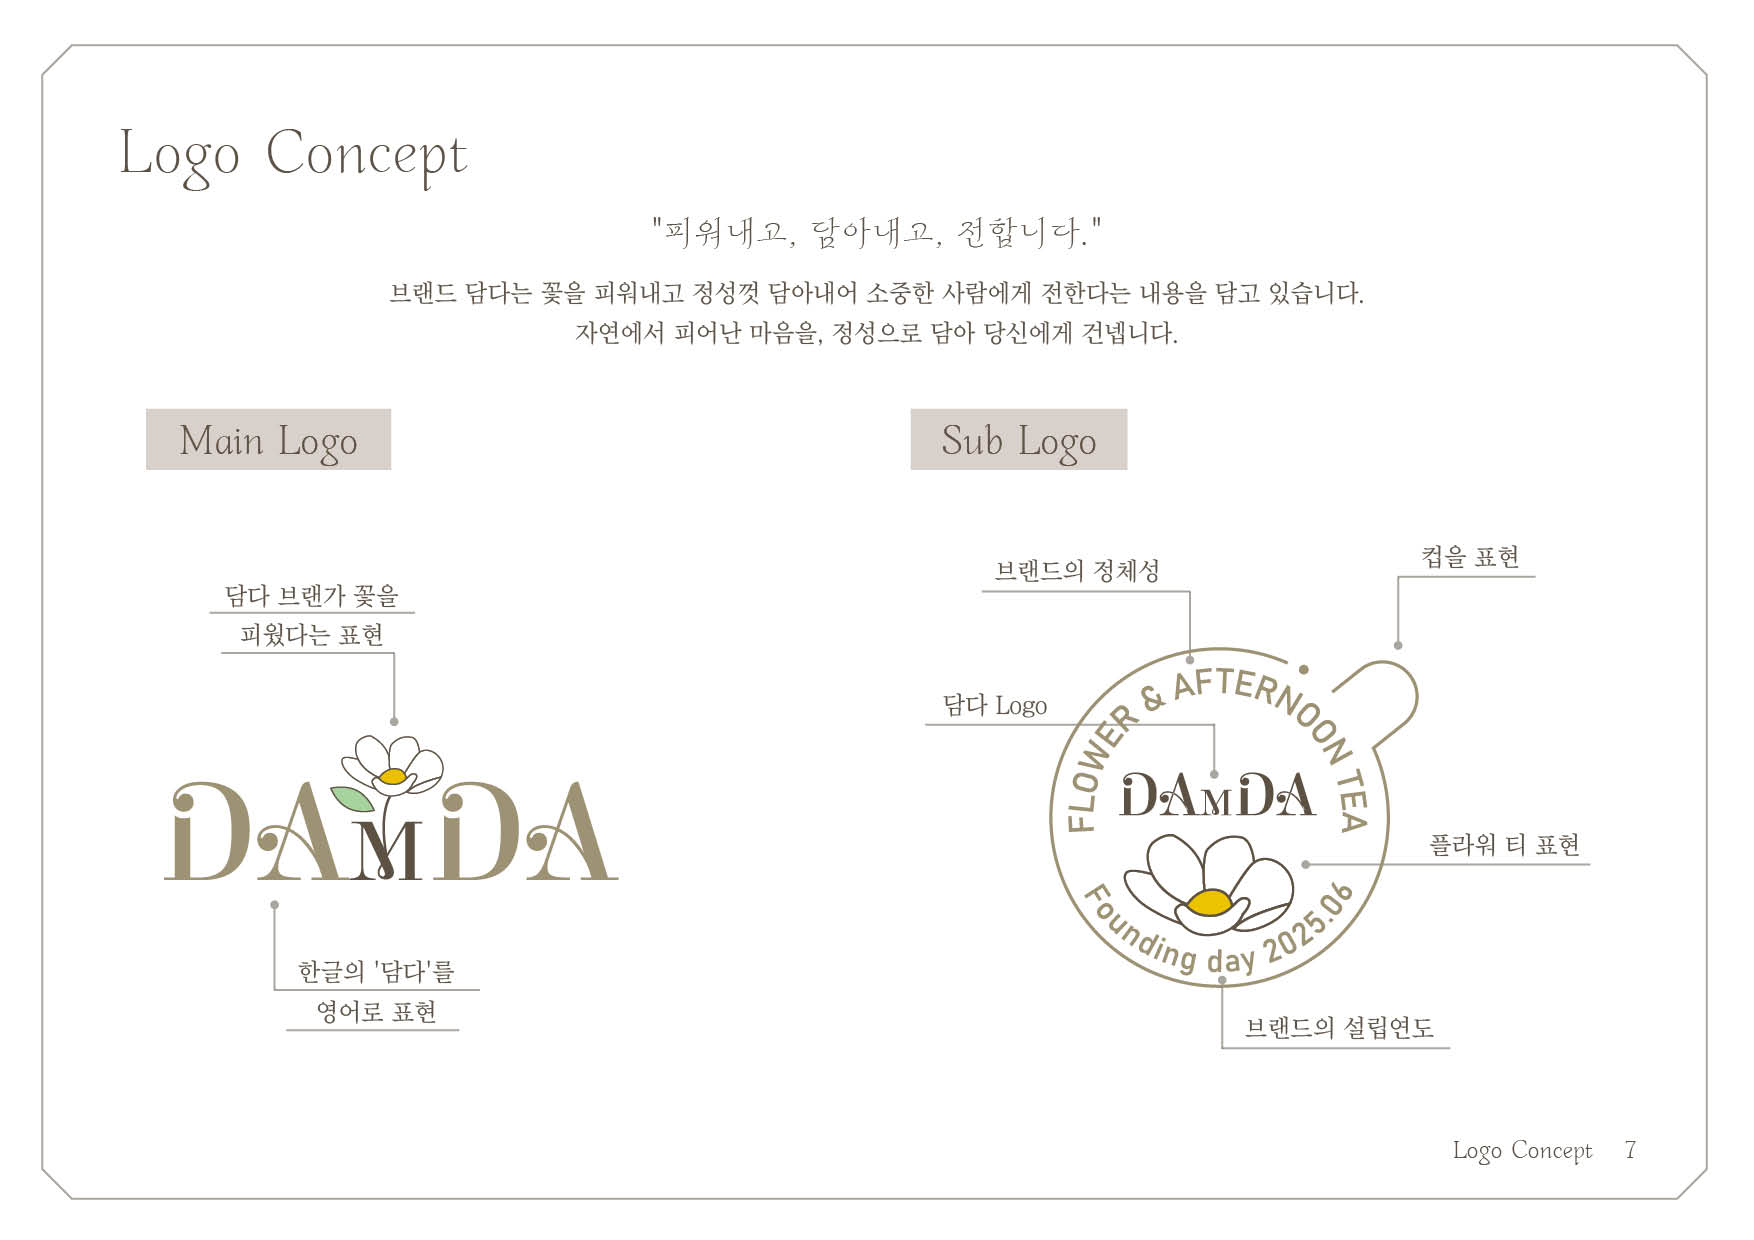 Logo Concept
"피워내고, 담아내고, 전합니다."
브랜드 담다는 꽃을 피워내고 정성껏 담아내어 소중한 사람에게 전한다는 내용을 담고 있습니다.
자연에서 피어난 마음을, 정성으로 담아 당신에게 건넵니다.
Main Logo
담다 브랜가 꽃을
피웠다는 표현
DAMDA
한글의 '담다'를
영어로 표현
Sub Logo
브랜드의 정체성
컵을 표현
담다 Logo
FLOWER & AFTERNOON TEA
DAMDA
플라워 티 표현
Founding day 2025.06
브랜드의 설립연도
Logo Concept 7